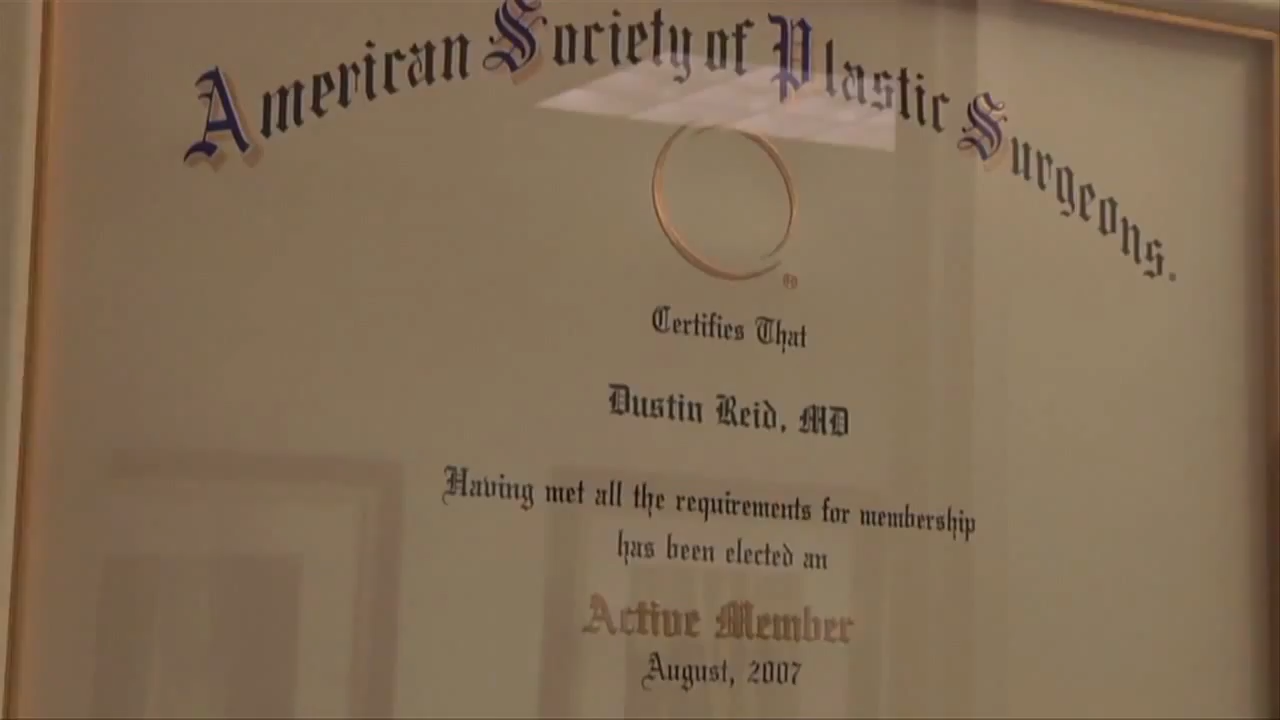 American Society of Plastic Surgeons.
®
Certifies That
Dustin Reid, MD
Having met all the requirements for membership
has been elected an
Active Member
August, 2007